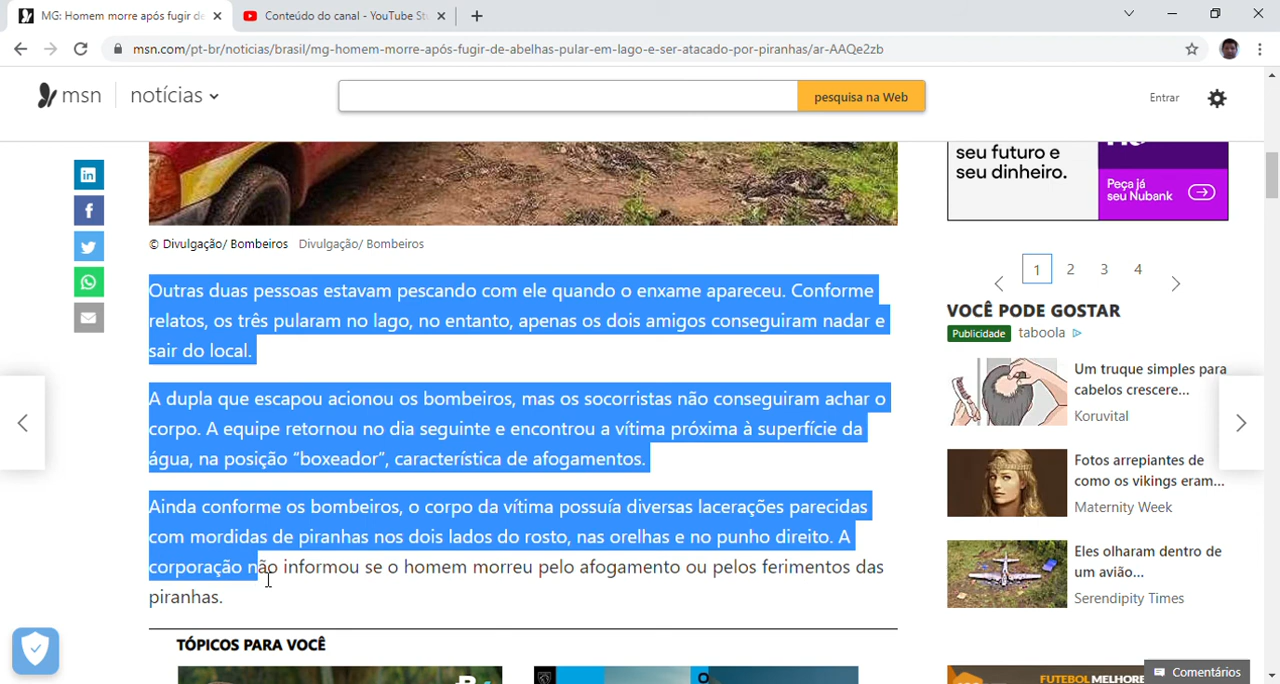 MG: Homem morre após fugir de
Conteúdo do canal - YouTube St
msn.com/pt-br/noticias/brasil/mg-homem-morre-após-fugir-de-abelhas-pular-em-lago-e-ser-atacado-por-piranhas/ar-AAQe2zb
msn
notícias
pesquisa na Web
Entrar
seu futuro e
seu dinheiro.
Peça já
seu Nubank
© Divulgação/ Bombeiros Divulgação/ Bombeiros
1 2 3 4
Outras duas pessoas estavam pescando com ele quando o enxame apareceu. Conforme
relatos, os três pularam no lago, no entanto, apenas os dois amigos conseguiram nadar e
sair do local.
A dupla que escapou acionou os bombeiros, mas os socorristas não conseguiram achar o
corpo. A equipe retornou no dia seguinte e encontrou a vítima próxima à superfície da
água, na posição “boxeador”, característica de afogamentos.
Ainda conforme os bombeiros, o corpo da vítima possuía diversas lacerações parecidas
com mordidas de piranhas nos dois lados do rosto, nas orelhas e no punho direito. A
corporação não informou se o homem morreu pelo afogamento ou pelos ferimentos das
piranhas.
VOCÊ PODE GOSTAR
Publicidade taboola
Um truque simples para
cabelos crescere...
Koruvital
Fotos arrepiantes de
como os vikings eram...
Maternity Week
Eles olharam dentro de
um avião...
Serendipity Times
TÓPICOS PARA VOCÊ
FUTEBOL MELHORE
Comentários